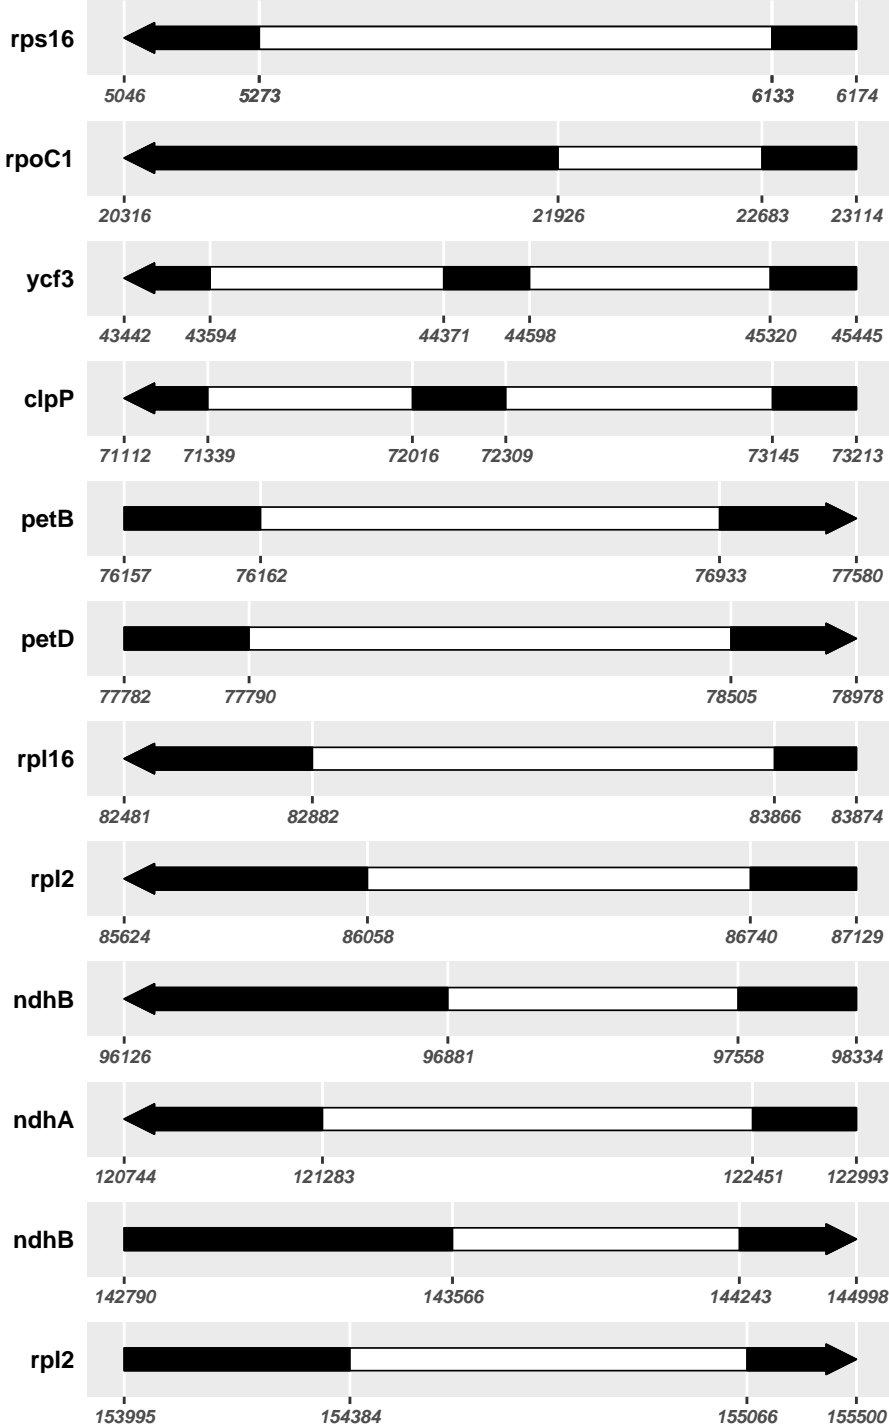 rps16
5046 5273 6133 6174
rpoC1
20316 21926 22683 23114
ycf3
43442 43594 44371 44598 45320 45445
clpP
71112 71339 72016 72309 73145 73213
petB
76157 76162 76933 77580
petD
77782 77790 78505 78978
rpl16
82481 82882 83866 83874
rpl2
85624 86058 86740 87129
ndhB
96126 96881 97558 98334
ndhA
120744 121283 122451 122993
ndhB
142790 143566 144243 144998
rpl2
153995 154384 155066 155500